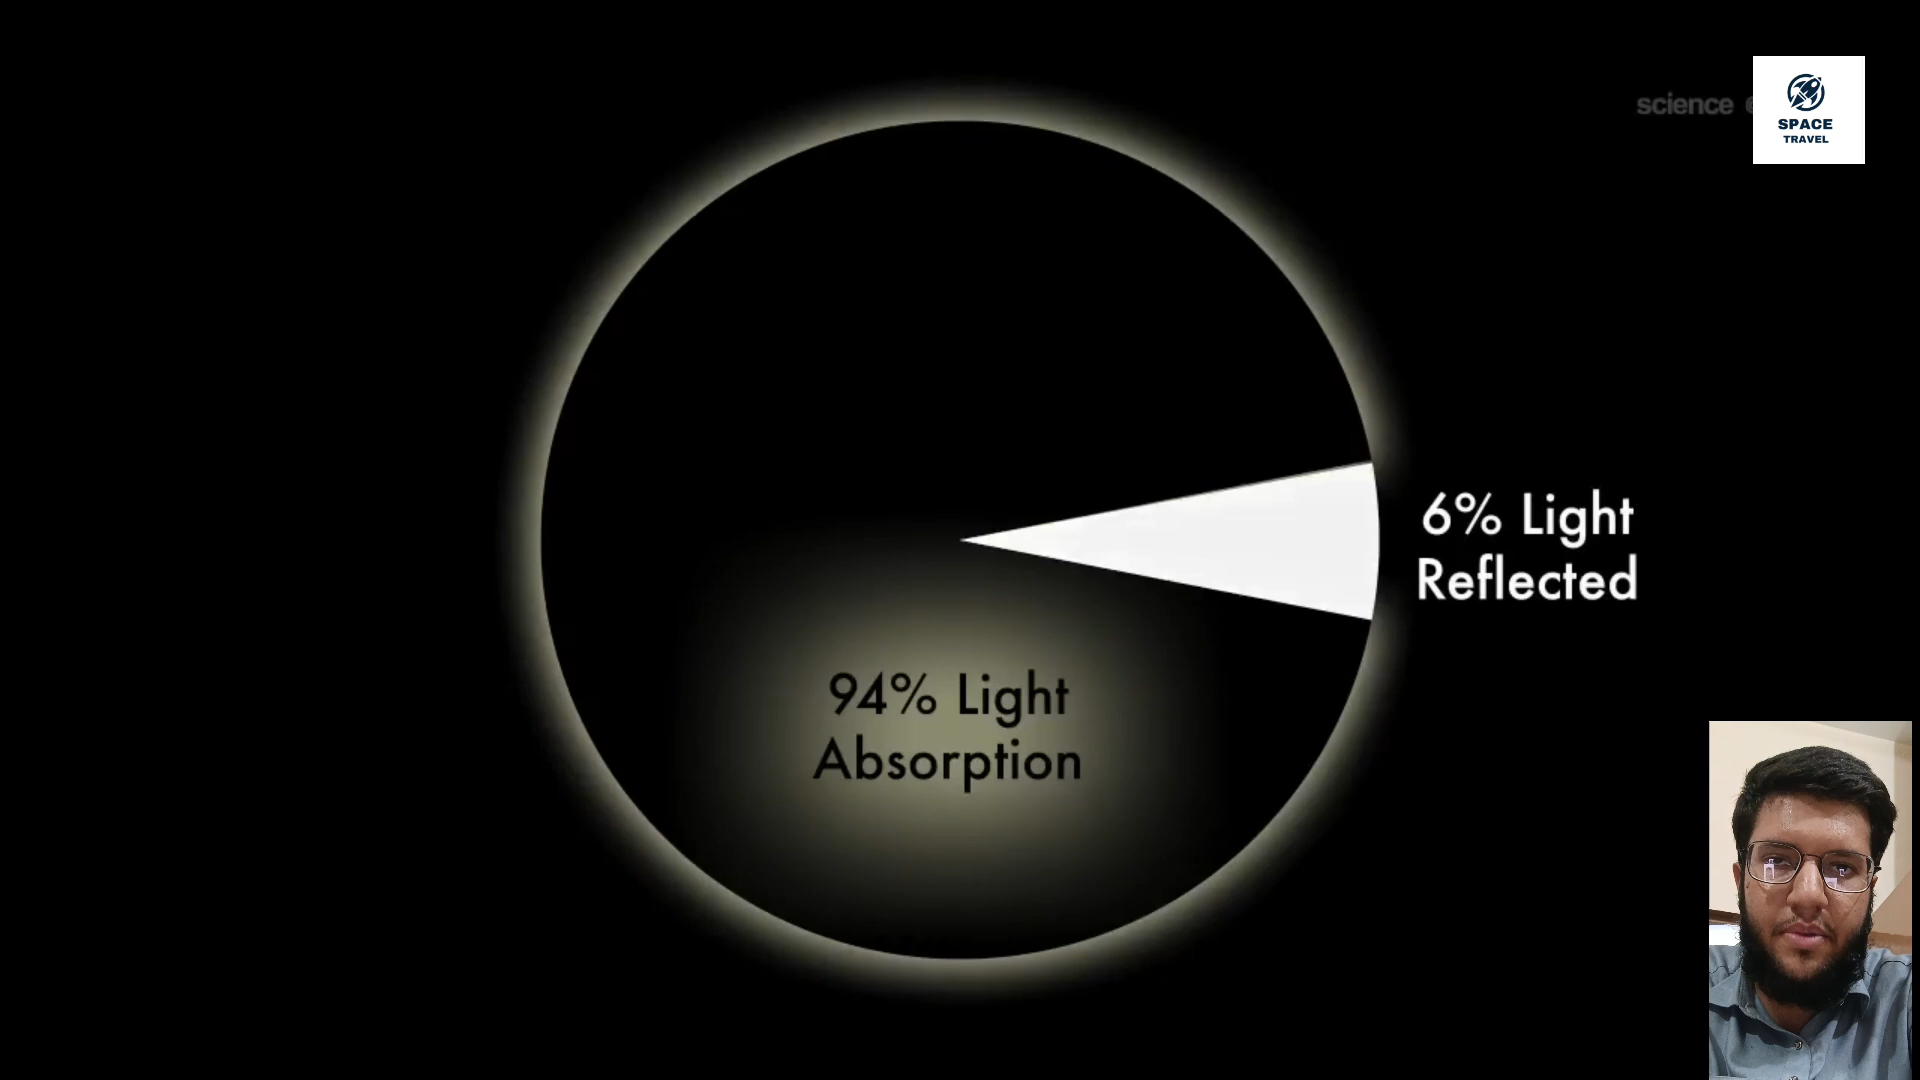 science
SPACE
TRAVEL
6% Light
Reflected
94% Light
Absorption